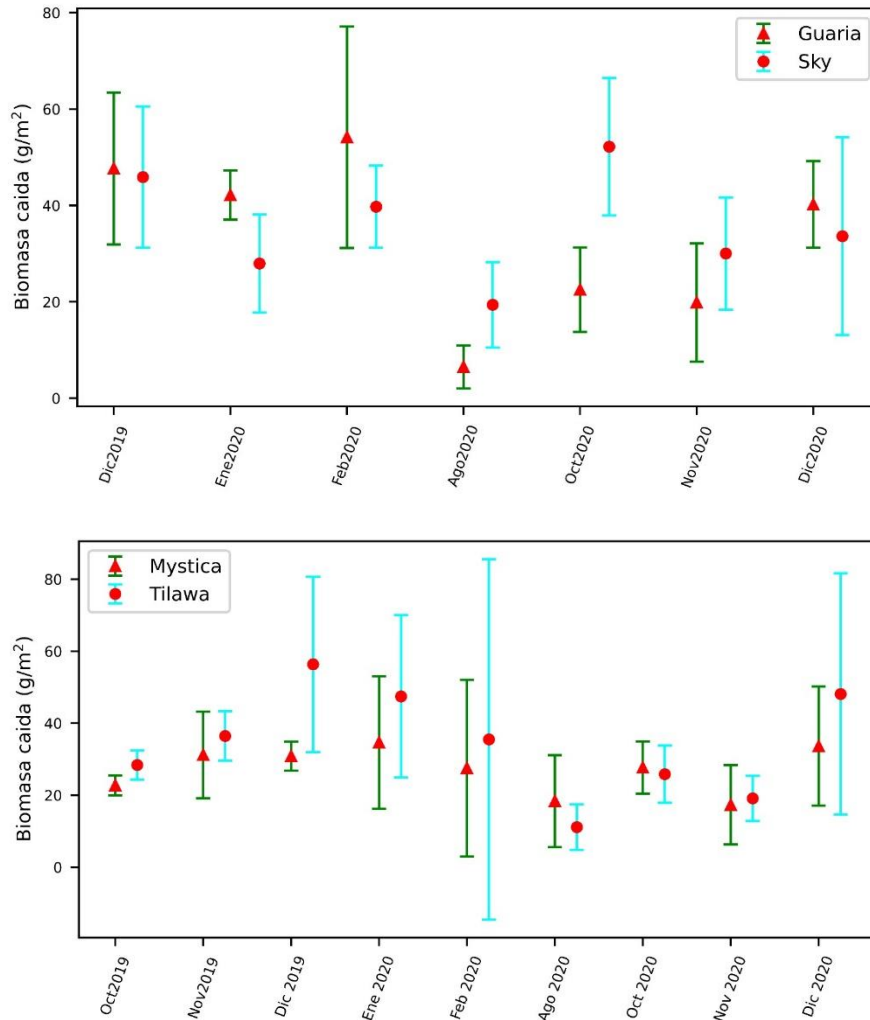 80
60
40
20
0
Biomasa caida (g/m²)
Guaria
Sky
Dic2019
Ene2020
Feb2020
Ago2020
Oct2020
Nov2020
Dic2020
80
60
40
20
0
Biomasa caida (g/m²)
Mystica
Tilawa
Oct2019
Nov2019
Dic 2019
Ene 2020
Feb 2020
Ago 2020
Oct 2020
Nov 2020
Dic 2020